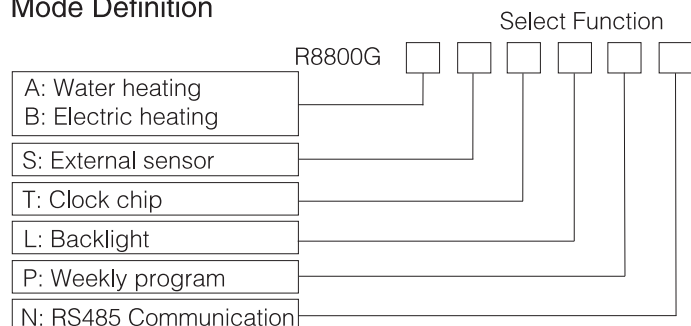 Mode Definition
Select Function
R8800G
A: Water heating
B: Electric heating
S: External sensor
T: Clock chip
L: Backlight
P: Weekly program
N: RS485 Communication